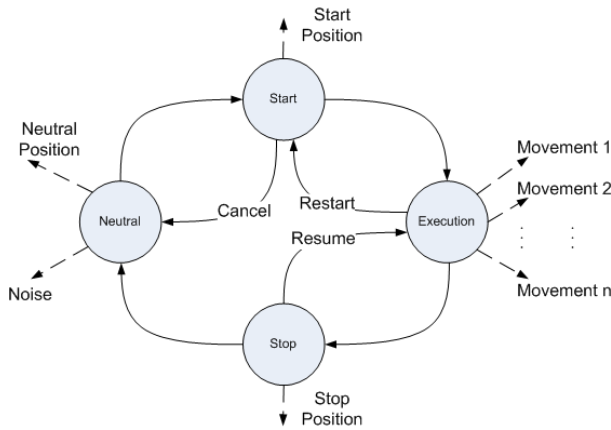 Start
Position
Start
Neutral
Position
Movement 1
Movement 2
Cancel
Restart
Neutral
Execution
Resume
Noise
Movement n
Stop
Stop
Position